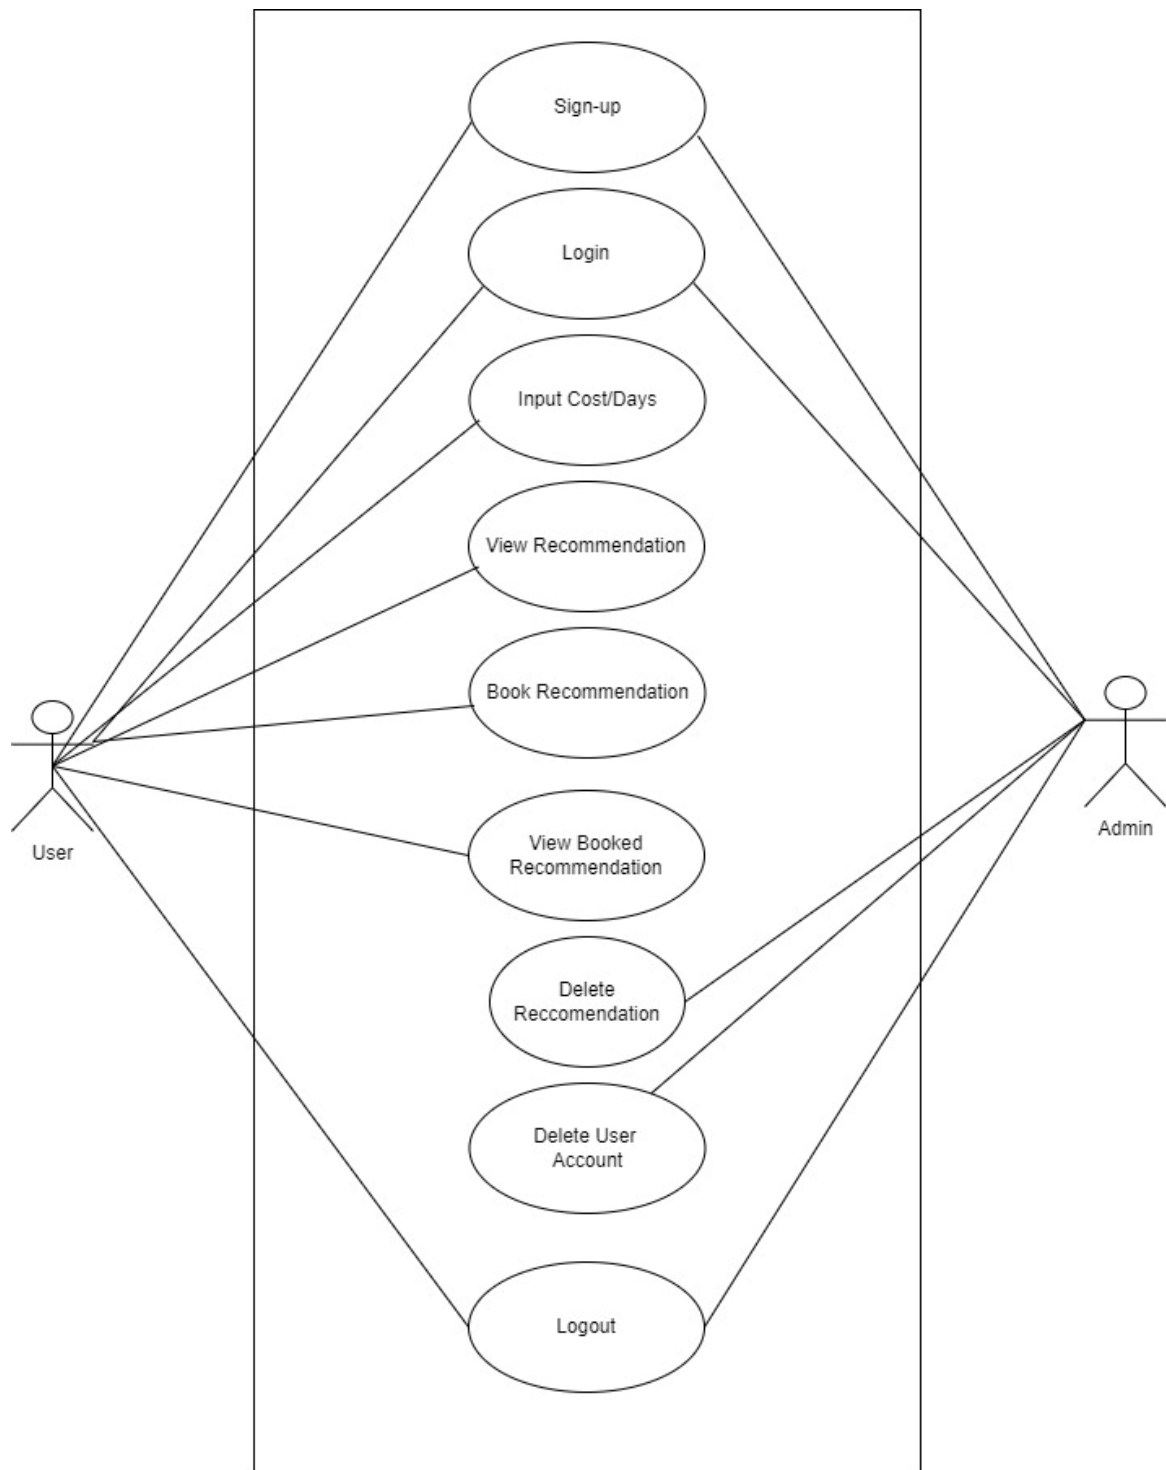 Sign-up
Login
Input Cost/Days
View Recommendation
Book Recommendation
View Booked
Recommendation
Delete
Reccomendation
Delete User
Account
Logout
User
Admin